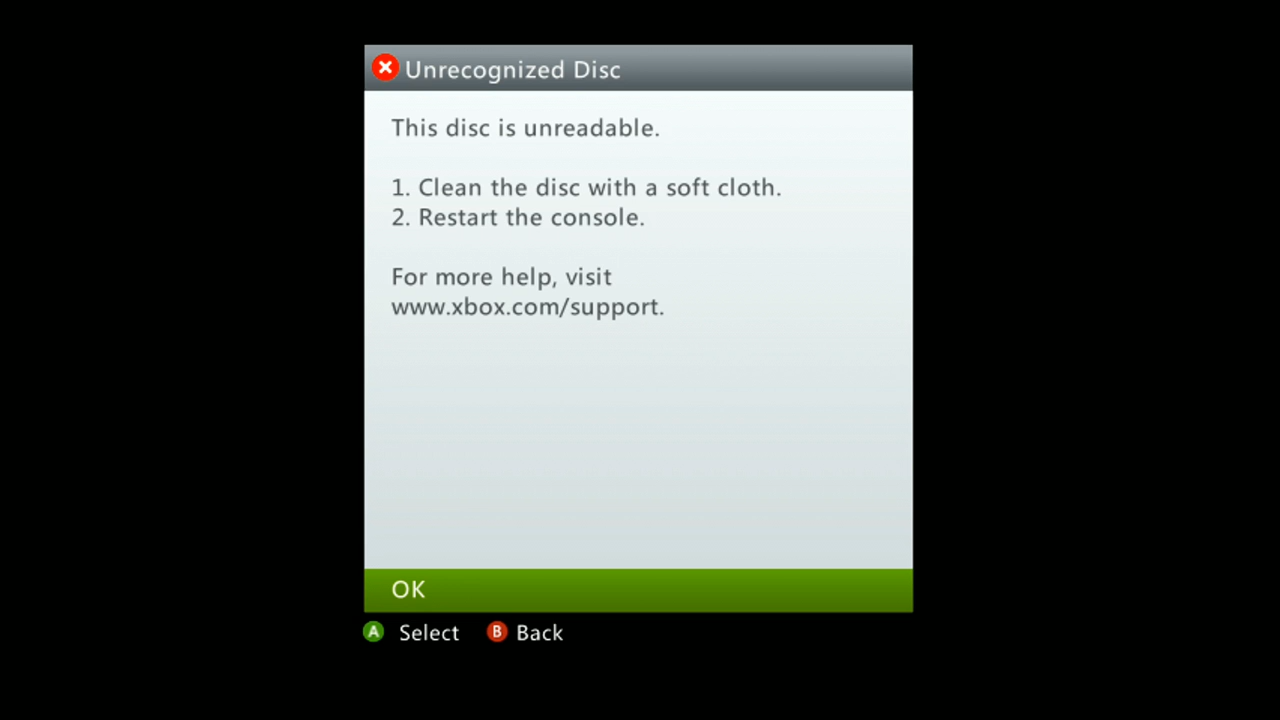 Unrecognized Disc
This disc is unreadable.
1. Clean the disc with a soft cloth.
2. Restart the console.
For more help, visit
www.xbox.com/support.
OK
A Select B Back